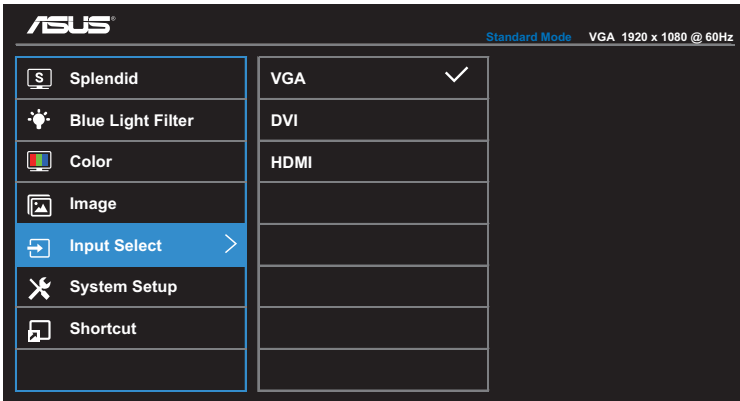 ASUS
Standard Mode VGA 1920 x 1080 @ 60Hz
S Splendid
Blue Light Filter
Color
Image
Input Select
System Setup
Shortcut
VGA
DVI
HDMI